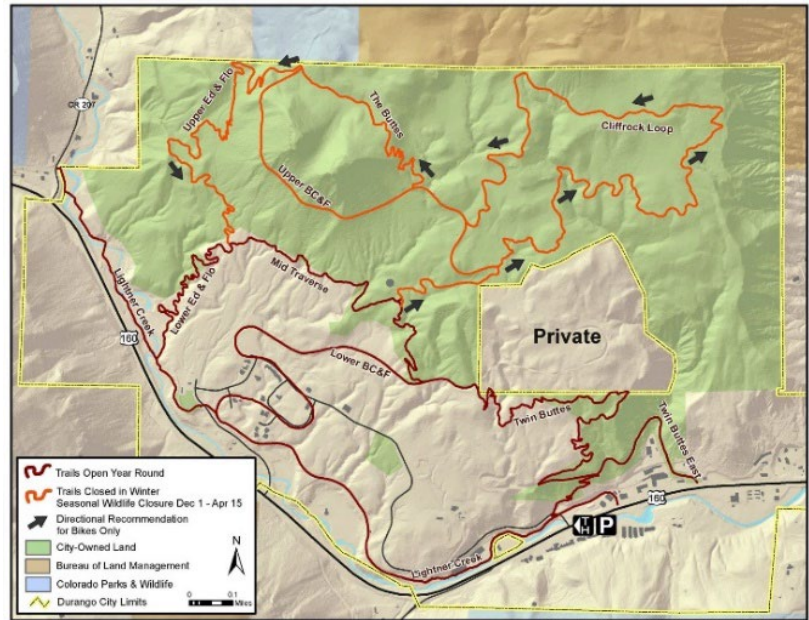 CR 207
Upper Ed & Flo
The Buttes
Cliffrock Loop
Upper BC&F
Lightner Creek
Lower Ed & Flo
Mid Traverse
160
Private
Lower BC&F
Twin Buttes
Twin Buttes East
160
TH P
Lightner Creek
Trails Open Year Round
Trails Closed in Winter
Seasonal Wildlife Closure Dec 1 - Apr 15
Directional Recommendation
for Bikes Only
City-Owned Land
Bureau of Land Management
Colorado Parks & Wildlife
Durango City Limits
N
0 0.1
Miles